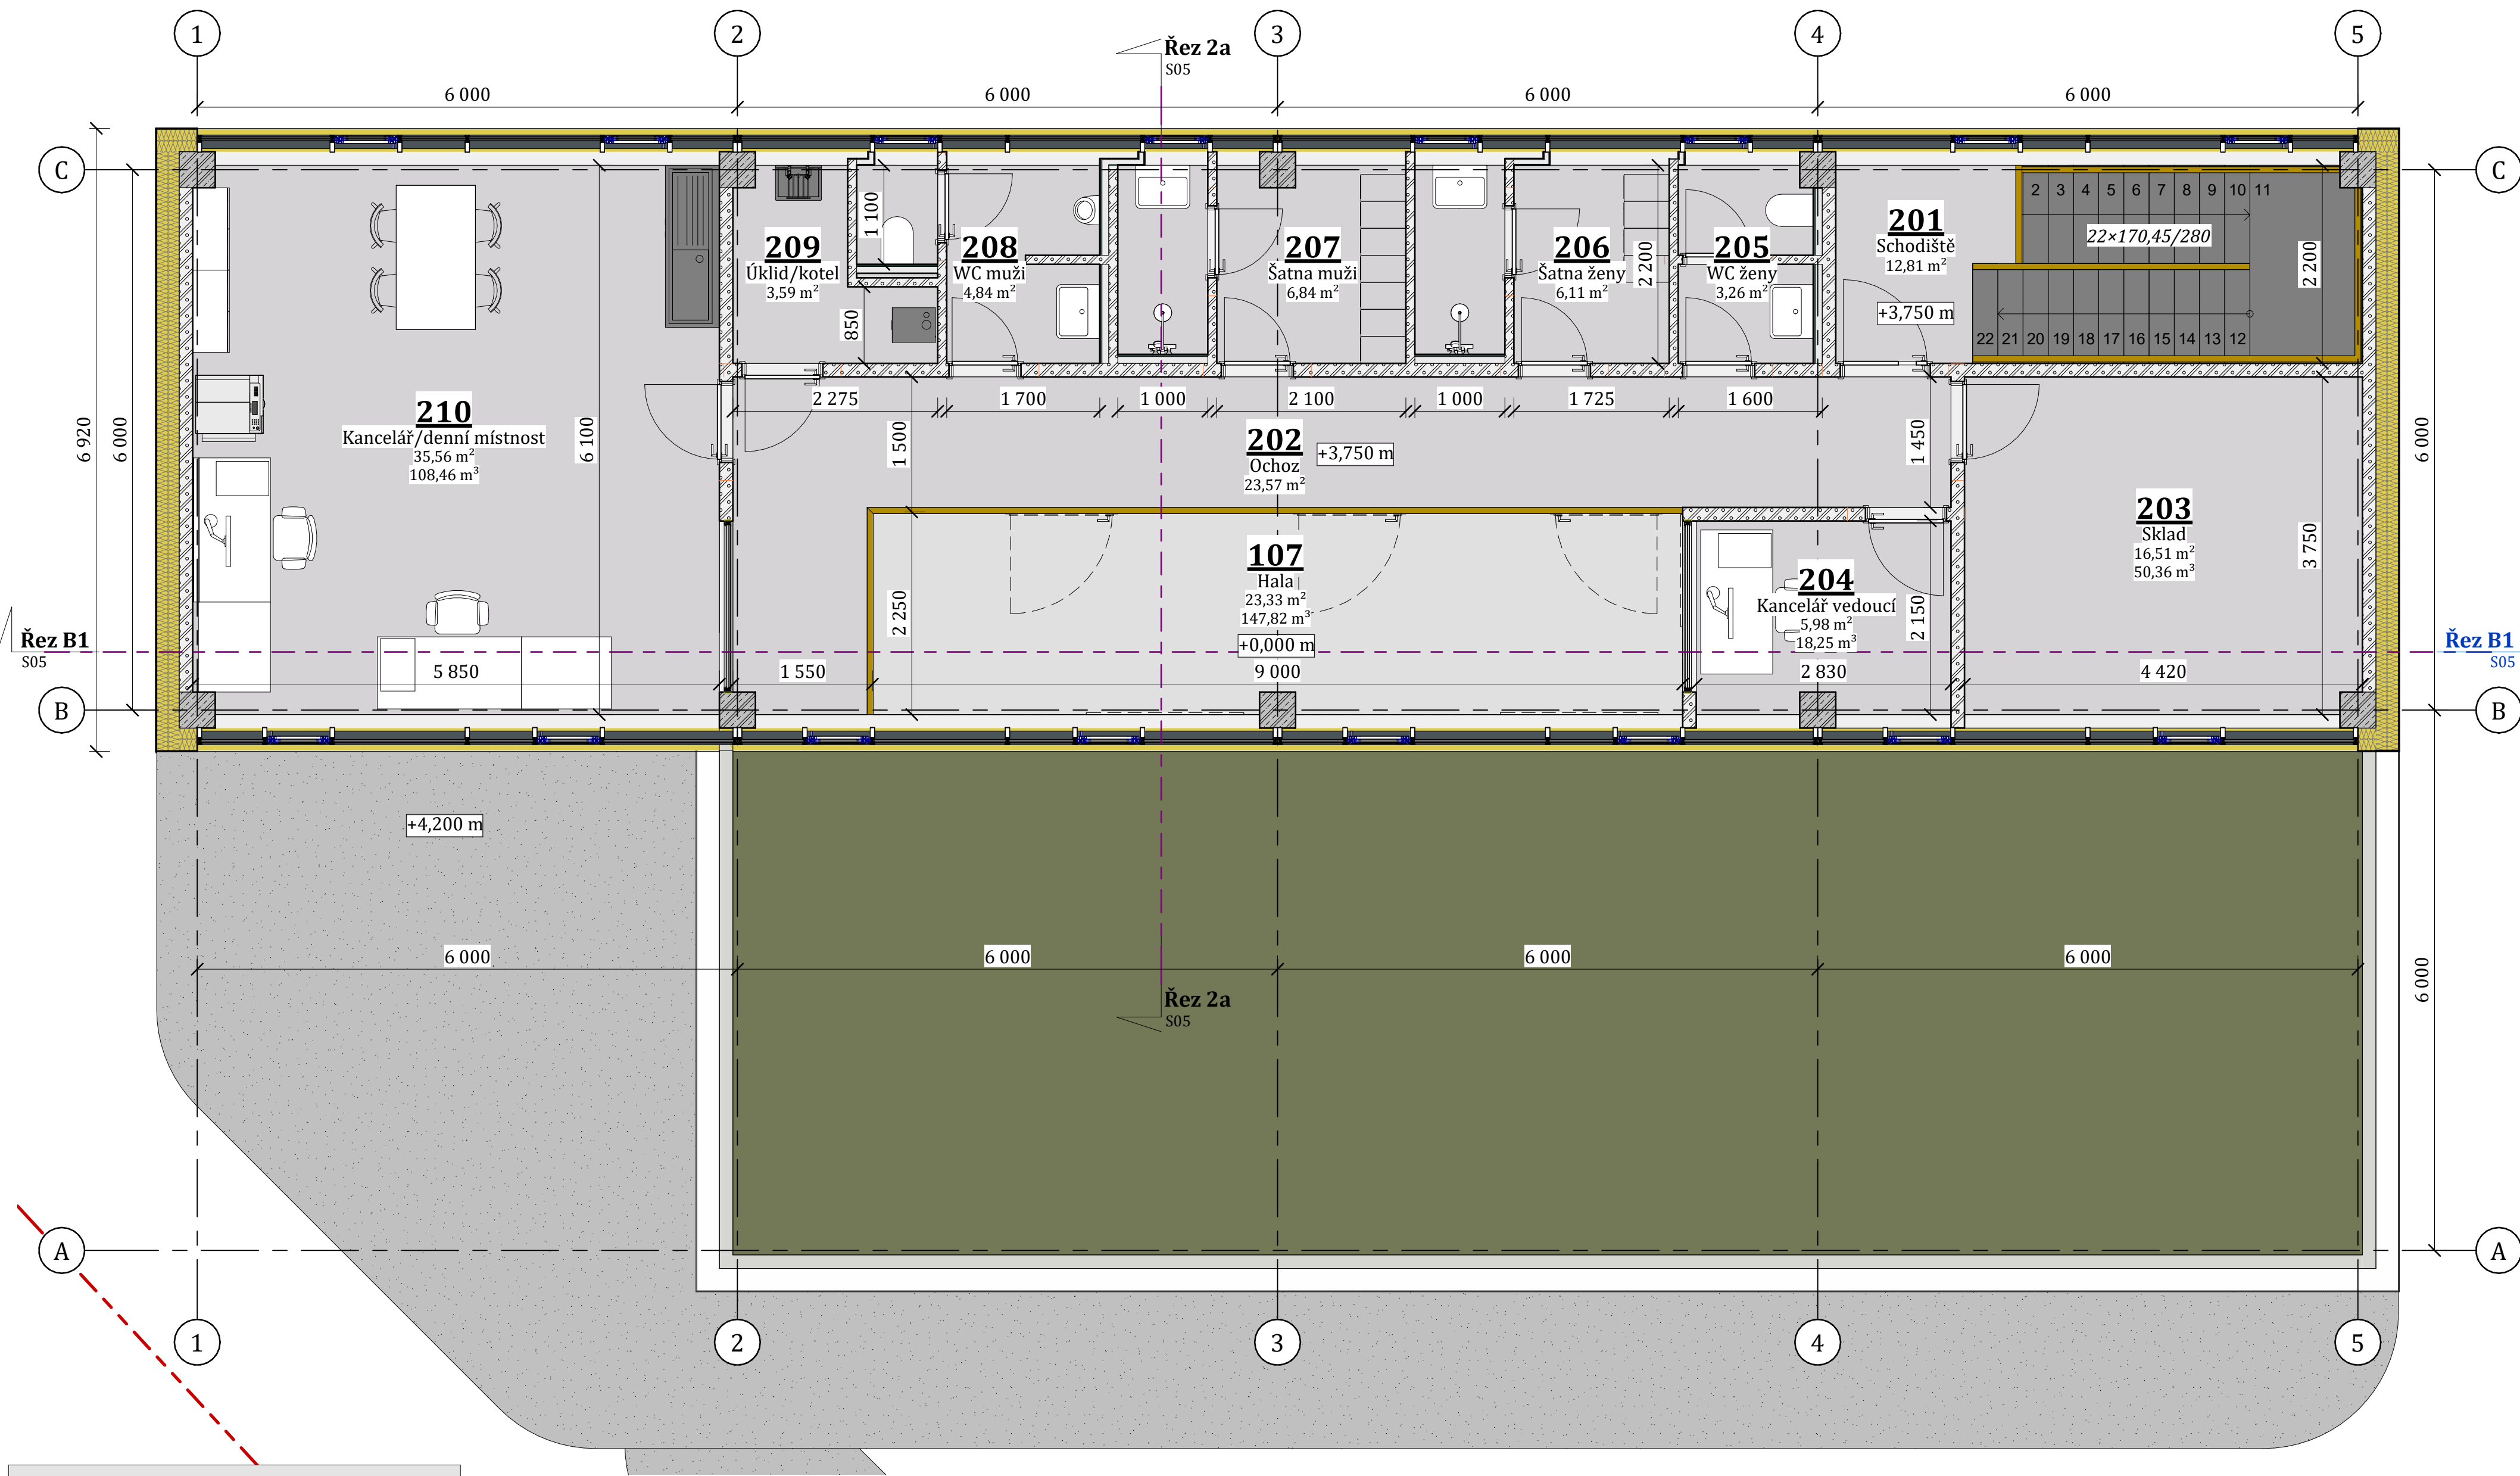 1
2
3
4
5
Řez 2a
S05
6 000
6 000
6 000
6 000
C
C
2 3 4 5 6 7 8 9 10 11
22×170,45/280
22 21 20 19 18 17 16 15 14 13 12
2 200
201
Schodiště
12,81 m²
+3,750 m
209
Úklid/kotel
3,59 m²
1 100
850
208
WC muži
4,84 m²
207
Šatna muži
6,84 m²
206
Šatna ženy
6,11 m²
2 200
205
WC ženy
3,26 m²
6 920
6 000
210
Kancelář/denní místnost
35,56 m²
108,46 m³
6 100
2 275
1 700
1 000
2 100
1 000
1 725
1 600
1 500
202
Ochoz
23,57 m²
+3,750 m
1 450
6 000
203
Sklad
16,51 m²
50,36 m³
3 750
107
Hala
23,33 m²
147,82 m³
+0,000 m
2 250
204
Kancelář vedoucí
5,98 m²
18,25 m³
2 150
Řez B1
S05
Řez B1
S05
5 850
1 550
9 000
2 830
4 420
B
B
+4,200 m
6 000
6 000
6 000
6 000
6 000
Řez 2a
S05
A
A
1
2
3
4
5